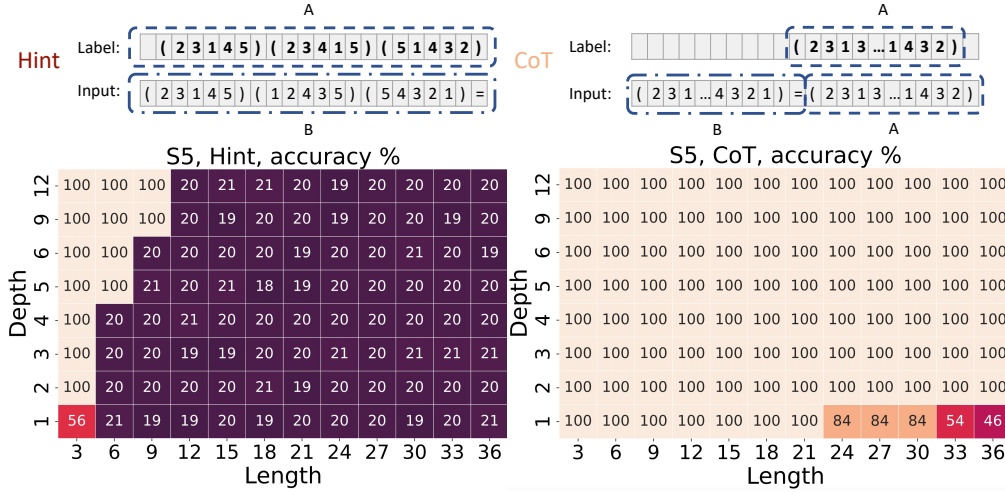 A
Hint
Label: ( 2 3 1 4 5 ) ( 2 3 4 1 5 ) ( 5 1 4 3 2 )
Input: ( 2 3 1 4 5 ) ( 1 2 4 3 5 ) ( 5 4 3 2 1 ) =
B
S5, Hint, accuracy %
Depth
12 100 100 100 20 21 21 20 19 20 20 20 20
9 100 100 100 20 19 20 20 19 20 20 19 20
6 100 100 20 20 20 20 19 20 20 21 20 19
5 100 100 21 20 21 18 19 20 20 20 20 20
4 100 20 20 21 20 20 20 20 20 20 20 20
3 100 20 20 19 19 20 20 21 20 21 21 21
2 100 20 20 20 20 21 19 20 20 20 20 20
1 56 21 19 19 20 19 20 20 20 19 20 21
3 6 9 12 15 18 21 24 27 30 33 36
Length
A
CoT
Label: ( 2 3 1 3 ... 1 4 3 2 )
Input: ( 2 3 1 ... 4 3 2 1 ) = ( 2 3 1 3 ... 1 4 3 2 )
B
A
S5, CoT, accuracy %
Depth
12 100 100 100 100 100 100 100 100 100 100 100 100
9 100 100 100 100 100 100 100 100 100 100 100 100
6 100 100 100 100 100 100 100 100 100 100 100 100
5 100 100 100 100 100 100 100 100 100 100 100 100
4 100 100 100 100 100 100 100 100 100 100 100 100
3 100 100 100 100 100 100 100 100 100 100 100 100
2 100 100 100 100 100 100 100 100 100 100 100 100
1 100 100 100 100 100 100 100 84 84 84 54 46
3 6 9 12 15 18 21 24 27 30 33 36
Length